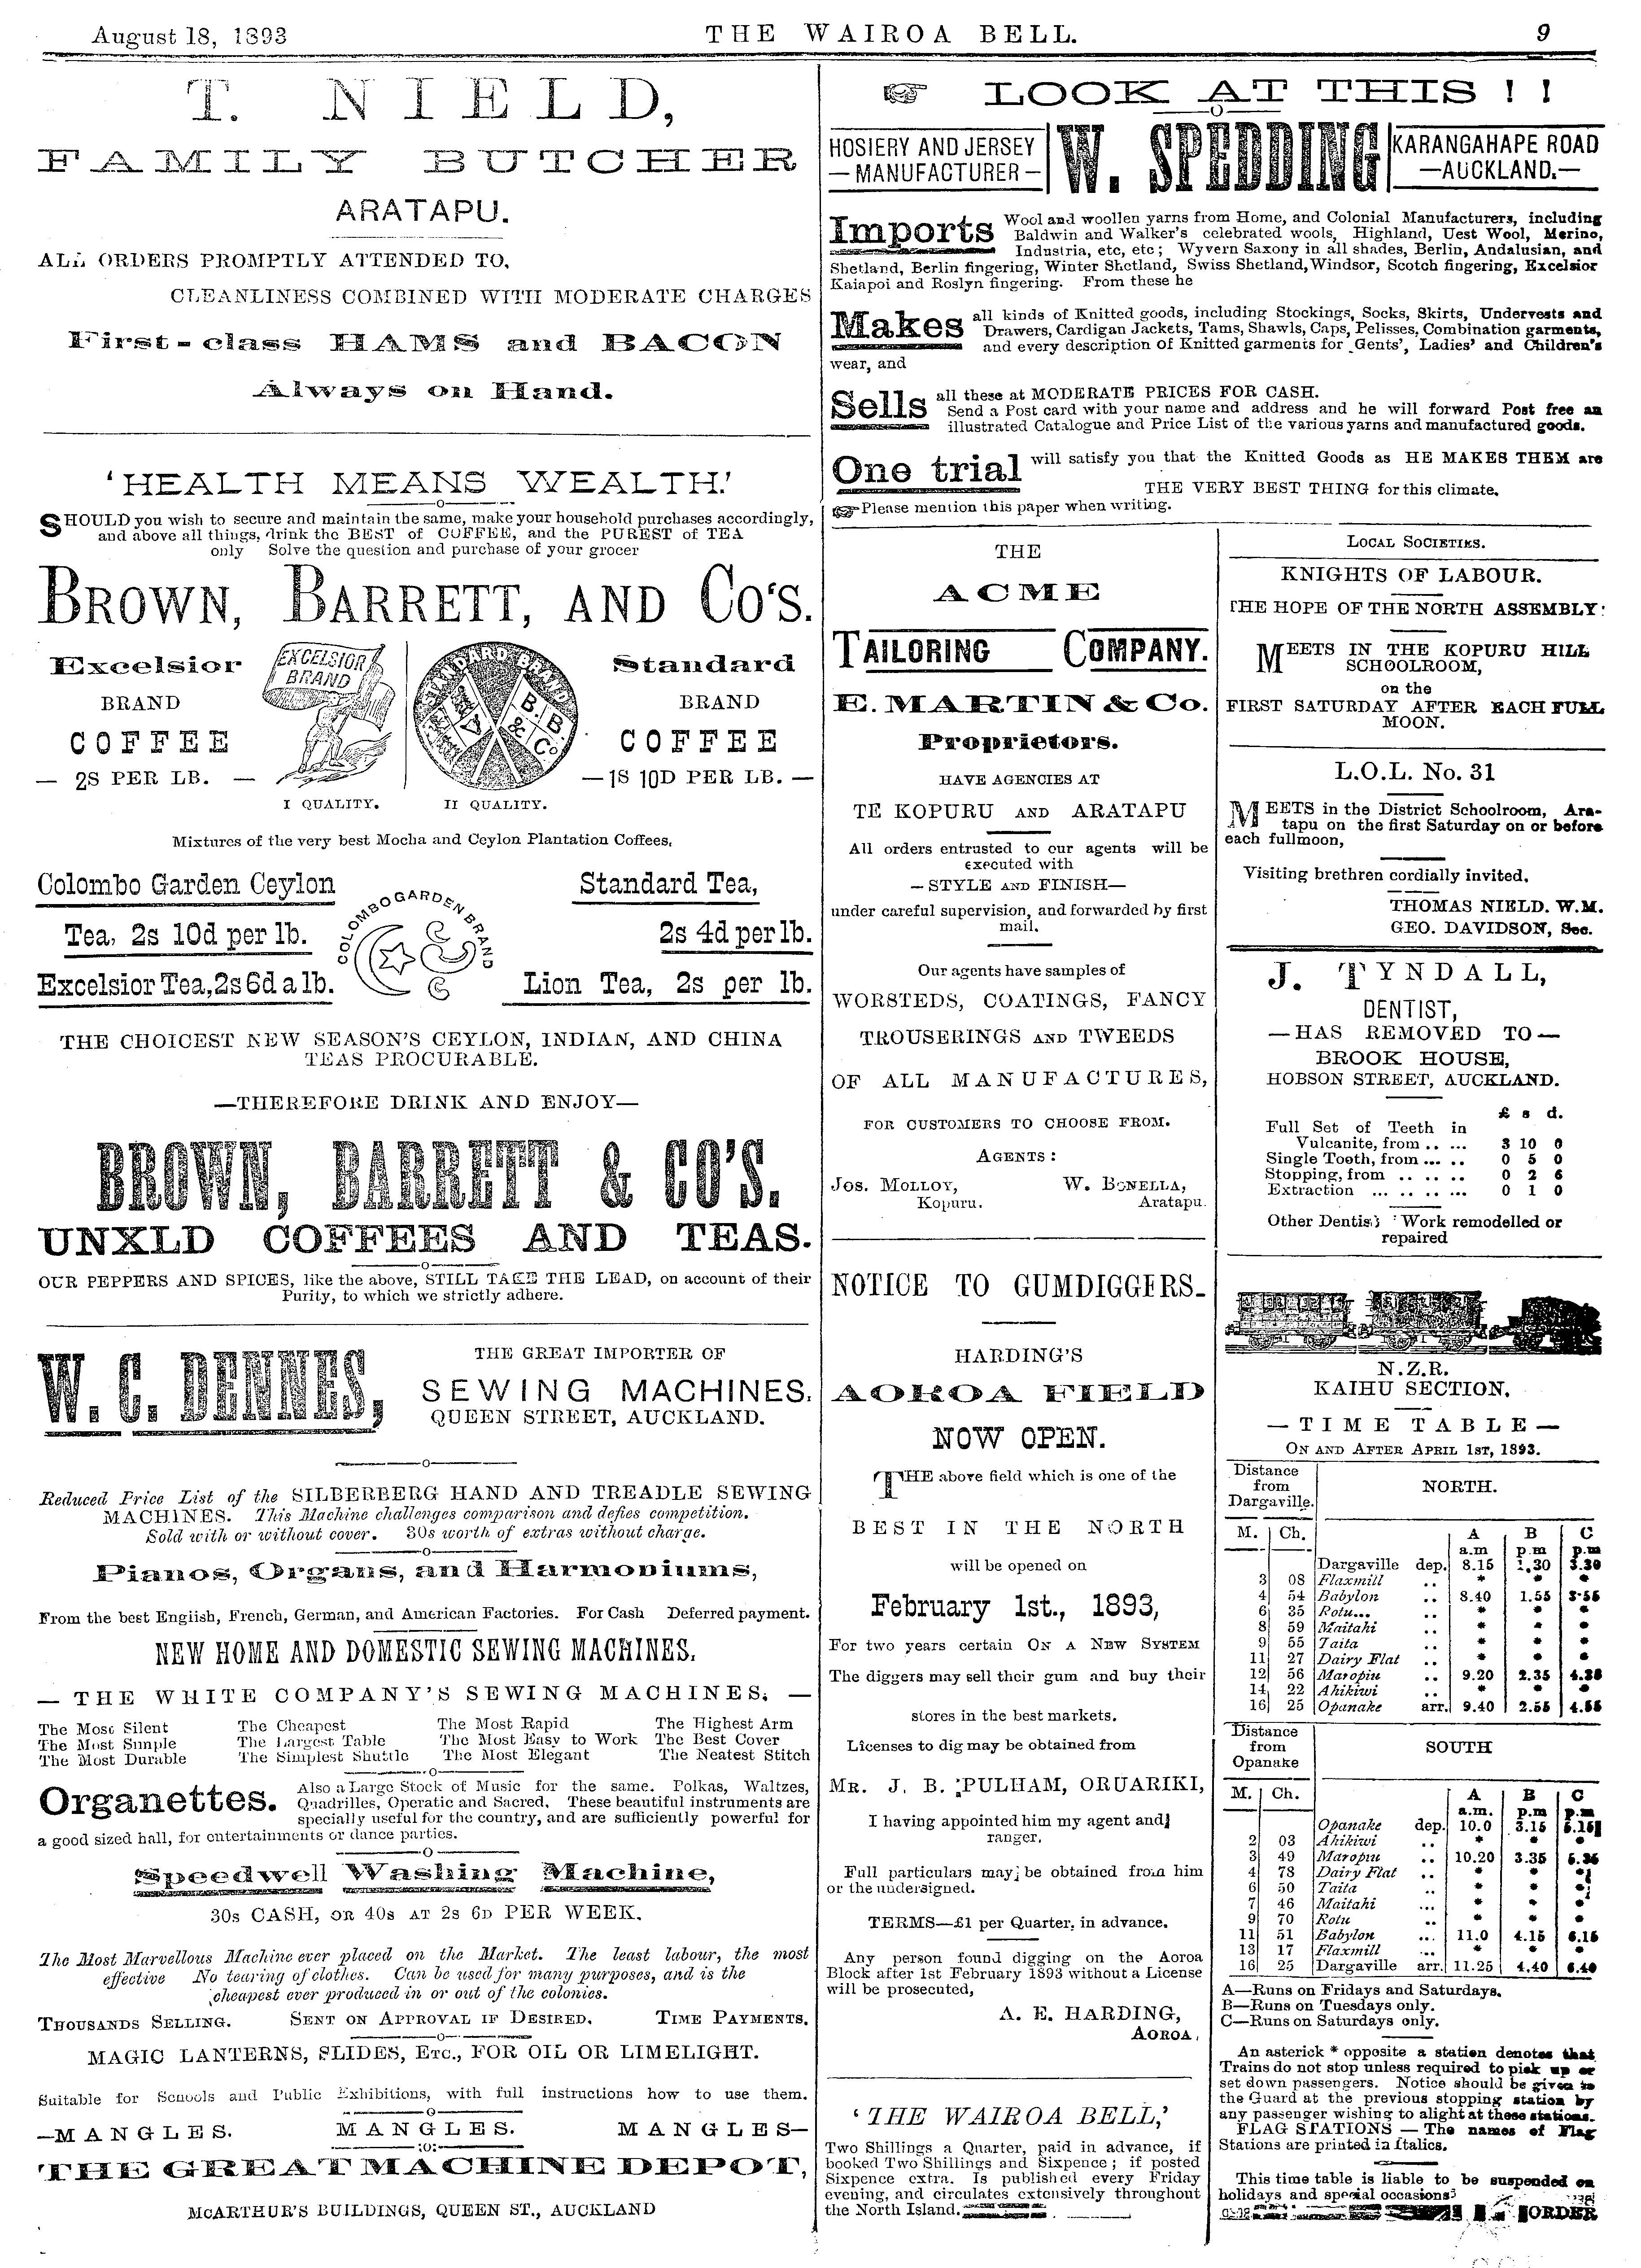 August 18, 1893
THE WAIROA BELL.
9
T. NIELD,
FAMILY BUTCHER
ARATAPU.
ALL ORDERS PROMPTLY ATTENDED TO,
CLEANLINESS COMBINED WITH MODERATE CHARGES
First-class HAMS and BACON
Always on Hand.
'HEALTH MEANS WEALTH.'
SHOULD you wish to secure and maintain the same, make your household purchases accordingly,
and above all things, drink the BEST of COFFEE, and the PUREST of TEA
only Solve the question and purchase of your grocer
BROWN, BARRETT, AND CO'S.
Excelsior
BRAND
COFFEE
— 2S PER LB. —
EXCELSIOR
BRAND
I QUALITY.
STANDARD BRAND
B.B.
& Co
II QUALITY.
Standard
BRAND
COFFEE
—1S 10D PER LB.—
Mixtures of the very best Mocha and Ceylon Plantation Coffees,
Colombo Garden Ceylon
Tea, 2s 10d per lb.
Excelsior Tea, 2s 6d a lb.
COLOMBO GARDEN BRAND
Standard Tea,
2s 4d per lb.
Lion Tea, 2s per lb.
THE CHOICEST NEW SEASON'S CEYLON, INDIAN, AND CHINA
TEAS PROCURABLE.
—THEREFORE DRINK AND ENJOY—
BROWN, BARRETT & CO'S.
UNXLD COFFEES AND TEAS.
OUR PEPPERS AND SPICES, like the above, STILL TAKE THE LEAD, on account of their
Purity, to which we strictly adhere.
W. C. DENNES,
THE GREAT IMPORTER OF
SEWING MACHINES,
QUEEN STREET, AUCKLAND.
Reduced Price List of the SILBERBERG HAND AND TREADLE SEWING
MACHINES. This Machine challenges comparison and defies competition.
Sold with or without cover. 30s worth of extras without charge.
Pianos, Organs, and Harmoniums,
From the best English, French, German, and American Factories. For Cash Deferred payment.
NEW HOME AND DOMESTIC SEWING MACHINES.
— THE WHITE COMPANY'S SEWING MACHINES. —
The Most Silent The Cheapest The Most Rapid The Highest Arm
The Most Simple The Largest Table The Most Easy to Work The Best Cover
The Most Durable The Simplest Shuttle The Most Elegant The Neatest Stitch
Organettes. Also a Large Stock of Music for the same. Polkas, Waltzes,
Quadrilles, Operatic and Sacred. These beautiful instruments are
specially useful for the country, and are sufficiently powerful for
a good sized hall, for entertainments or dance parties.
Speedwell Washing Machine,
30s CASH, OR 40s AT 2s 6D PER WEEK.
The Most Marvellous Machine ever placed on the Market. The least labour, the most
effective No tearing of clothes. Can be used for many purposes, and is the
cheapest ever produced in or out of the colonies.
THOUSANDS SELLING. SENT ON APPROVAL IF DESIRED. TIME PAYMENTS.
MAGIC LANTERNS, SLIDES, ETC., FOR OIL OR LIMELIGHT.
Suitable for Schools and Public Exhibitions, with full instructions how to use them.
—MANGLES. MANGLES. MANGLES—
THE GREAT MACHINE DEPOT,
McARTHUR'S BUILDINGS, QUEEN ST., AUCKLAND
LOOK AT THIS!!
HOSIERY AND JERSEY
—MANUFACTURER—
W. SPEDDING
KARANGAHAPE ROAD
—AUCKLAND.—
Imports Wool and woollen yarns from Home, and Colonial Manufacturers, including
Baldwin and Walker's celebrated wools, Highland, Uest Wool, Merino,
Industria, etc, etc; Wyvern Saxony in all shades, Berlin, Andalusian, and
Shetland, Berlin fingering, Winter Shetland, Swiss Shetland, Windsor, Scotch fingering, Excelsior
Kaiapoi and Roslyn fingering. From these he
Makes all kinds of Knitted goods, including Stockings, Socks, Skirts, Undervests and
Drawers, Cardigan Jackets, Tams, Shawls, Caps, Pelisses, Combination garments,
and every description of Knitted garments for Gents', Ladies' and Children's
wear, and
Sells all these at MODERATE PRICES FOR CASH.
Send a Post card with your name and address and he will forward Post free an
illustrated Catalogue and Price List of the various yarns and manufactured goods.
One trial will satisfy you that the Knitted Goods as HE MAKES THEM are
THE VERY BEST THING for this climate.
Please mention this paper when writing.
THE
ACME
TAILORING COMPANY.
E. MARTIN & Co.
Proprietors.
HAVE AGENCIES AT
TE KOPURU AND ARATAPU
All orders entrusted to our agents will be
executed with
—STYLE AND FINISH—
under careful supervision, and forwarded by first
mail.
Our agents have samples of
WORSTEDS, COATINGS, FANCY
TROUSERINGS AND TWEEDS
OF ALL MANUFACTURES,
FOR CUSTOMERS TO CHOOSE FROM.
AGENTS:
JOS. MOLLOY, W. BONELLA,
Kopuru. Aratapu.
NOTICE TO GUMDIGGERS.
HARDING'S
AOROA FIELD
NOW OPEN.
THE above field which is one of the
BEST IN THE NORTH
will be opened on
February 1st., 1893,
For two years certain ON A NEW SYSTEM
The diggers may sell their gum and buy their
stores in the best markets.
Licenses to dig may be obtained from
MR. J. B. PULHAM, ORUARIKI,
I having appointed him my agent and
ranger.
Full particulars may be obtained from him
or the undersigned.
TERMS—£1 per Quarter, in advance.
Any person found digging on the Aoroa
Block after 1st February 1893 without a License
will be prosecuted,
A. E. HARDING,
AOROA.
'THE WAIROA BELL,'
Two Shillings a Quarter, paid in advance, if
booked Two Shillings and Sixpence; if posted
Sixpence extra. Is published every Friday
evening, and circulates extensively throughout
the North Island.
LOCAL SOCIETIES.
KNIGHTS OF LABOUR.
THE HOPE OF THE NORTH ASSEMBLY
MEETS IN THE KOPURU HILL
SCHOOLROOM,
on the
FIRST SATURDAY AFTER EACH FULL
MOON.
L.O.L. No. 31
MEETS in the District Schoolroom, Ara-
tapu on the first Saturday on or before
each fullmoon,
Visiting brethren cordially invited.
THOMAS NIELD. W.M.
GEO. DAVIDSON, Sec.
J. TYNDALL,
DENTIST,
—HAS REMOVED TO—
BROOK HOUSE,
HOBSON STREET, AUCKLAND.
£ s d.
Full Set of Teeth in
Vulcanite, from .. ... 3 10 0
Single Tooth, from ... .. 0 5 0
Stopping, from .. .. .. 0 2 6
Extraction ... .. .. ... 0 1 0
Other Dentist Work remodelled or
repaired
N.Z.R.
KAIHU SECTION.
—TIME TABLE—
ON AND AFTER APRIL 1ST, 1893.
Distance
from
Dargaville.
NORTH.
M. Ch. A B C
a.m p.m p.m
Dargaville dep. 8.15 1.30 3.30
3 08 Flaxmill .. * * *
4 54 Babylon .. 8.40 1.55 3.55
6 35 Rotu... .. * * *
8 59 Maitahi .. * * *
9 55 Taita .. * * *
11 27 Dairy Flat .. * * *
12 56 Maropiu .. 9.20 2.35 4.35
14 22 Ahikiwi .. * * *
16 25 Opanake arr. 9.40 2.55 4.55
Distance
from
Opanake
SOUTH
M. Ch. A B C
a.m. p.m p.m
Opanake dep. 10.0 3.15 5.15
2 03 Ahikiwi .. * * *
3 49 Maropiu .. 10.20 3.35 5.35
4 78 Dairy Flat .. * * *
6 50 Taita .. * * *
7 46 Maitahi ... * * *
9 70 Rotu .. * * *
11 51 Babylon ... 11.0 4.15 6.15
13 17 Flaxmill ... * * *
16 25 Dargaville arr. 11.25 4.40 6.40
A—Runs on Fridays and Saturdays.
B—Runs on Tuesdays only.
C—Runs on Saturdays only.
An asterick * opposite a station denotes that
Trains do not stop unless required to pick up or
set down passengers. Notice should be given to
the Guard at the previous stopping station by
any passenger wishing to alight at these stations.
FLAG STATIONS — The names of Flag
Stations are printed in Italics.
This time table is liable to be suspended on
holidays and special occasions
ORDER